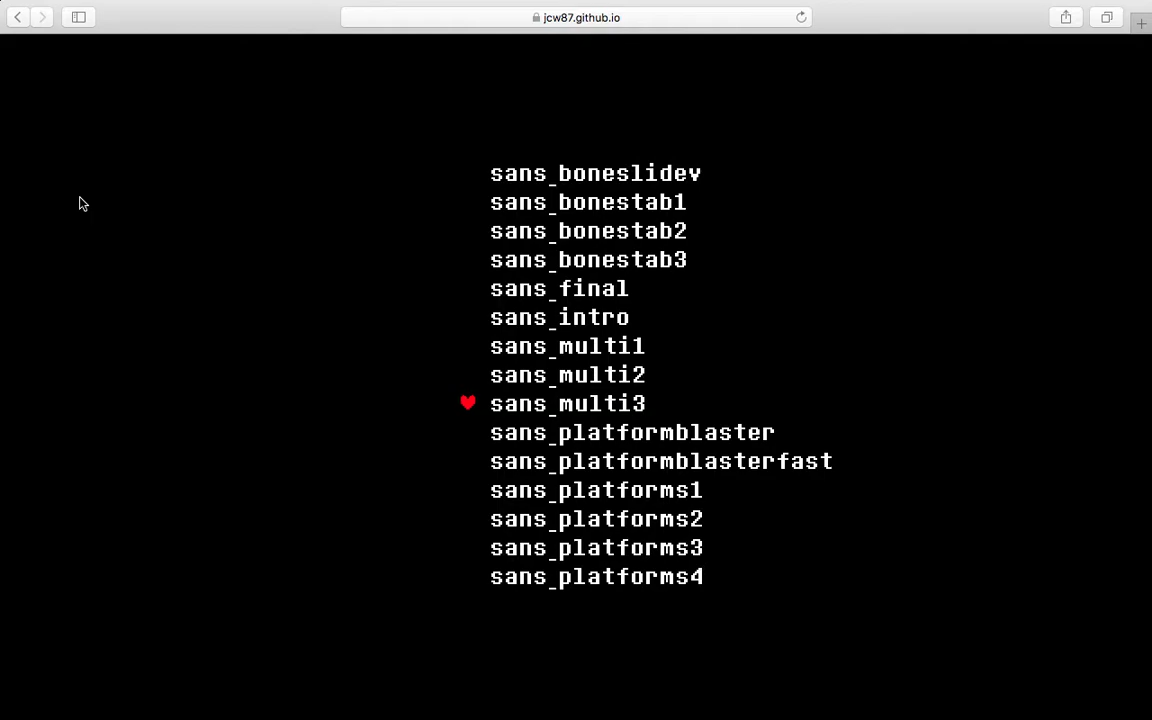 jcw87.github.io
sans_boneslidev
sans_bonestab1
sans_bonestab2
sans_bonestab3
sans_final
sans_intro
sans_multi1
sans_multi2
sans_multi3
sans_platformblaster
sans_platformblasterfast
sans_platforms1
sans_platforms2
sans_platforms3
sans_platforms4